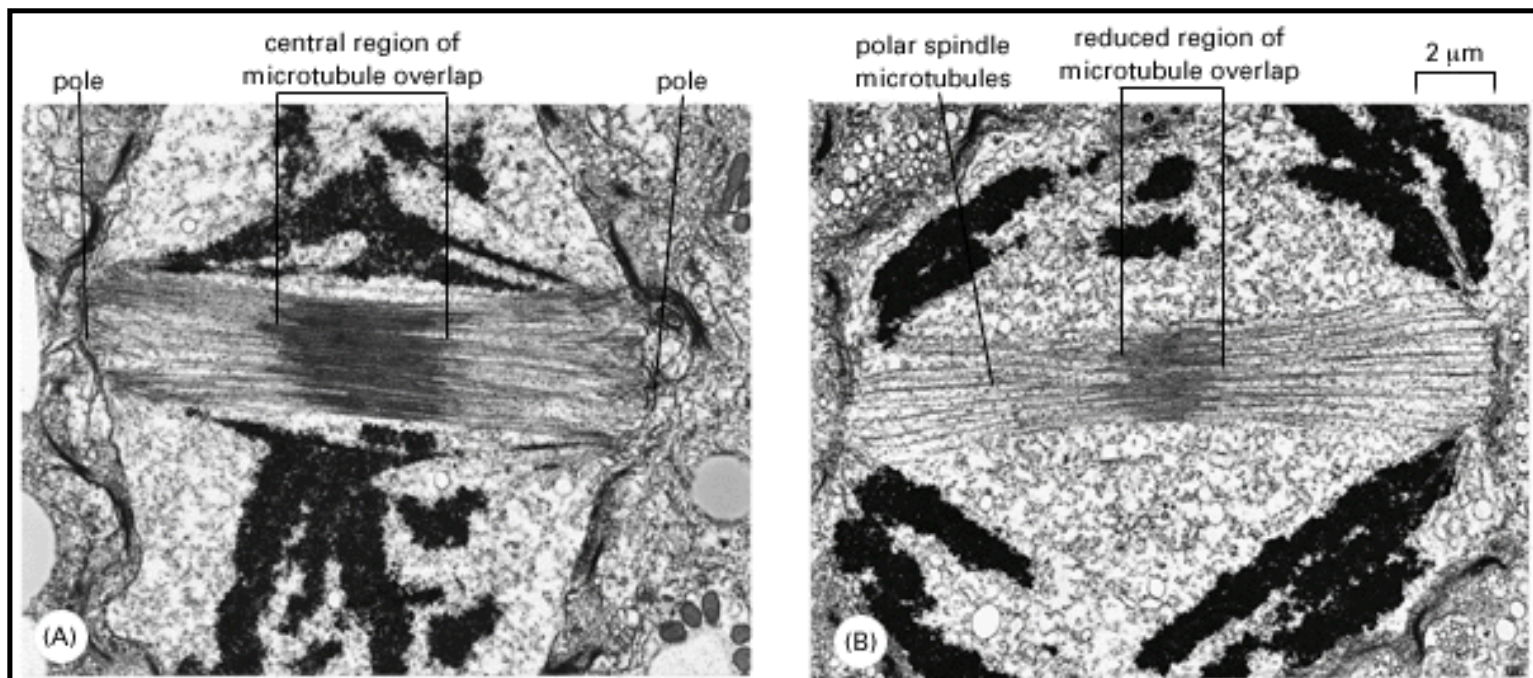 central region of
microtubule overlap
pole
pole
polar spindle
microtubules
reduced region of
microtubule overlap
2 μm
(A)
(B)